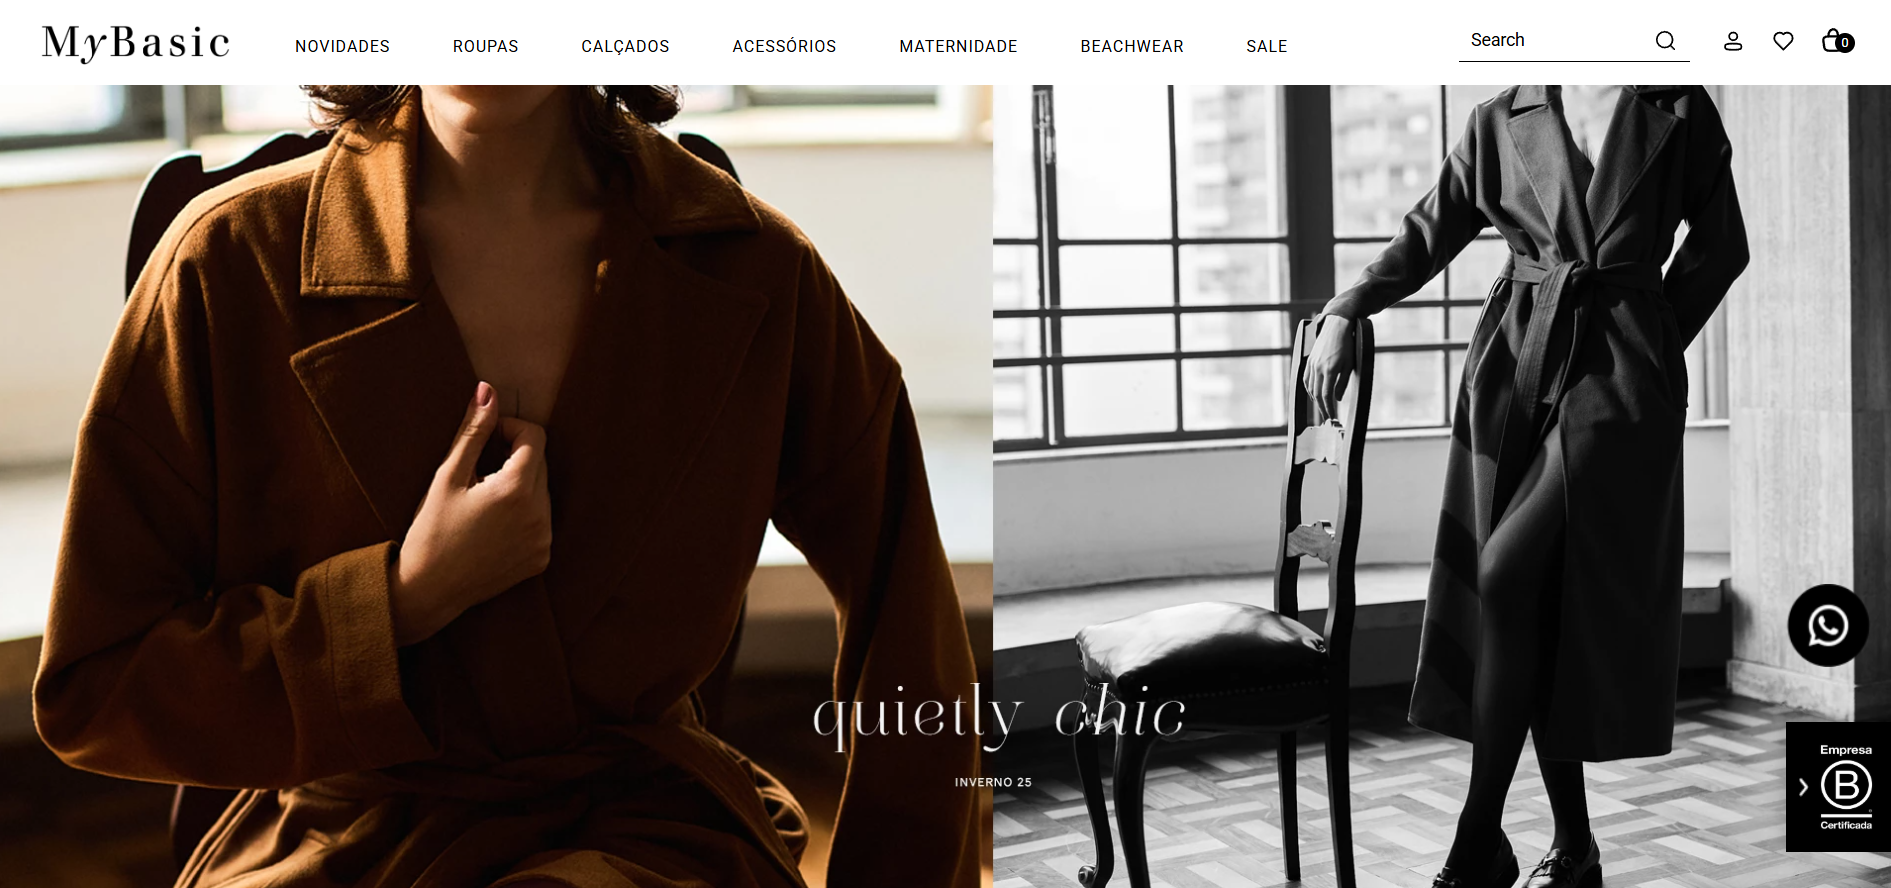 MyBasic
NOVIDADES
ROUPAS
CALÇADOS
ACESSÓRIOS
MATERNIDADE
BEACHWEAR
SALE
Search
0
quietly chic
INVERNO 25
Empresa
B
Certificada